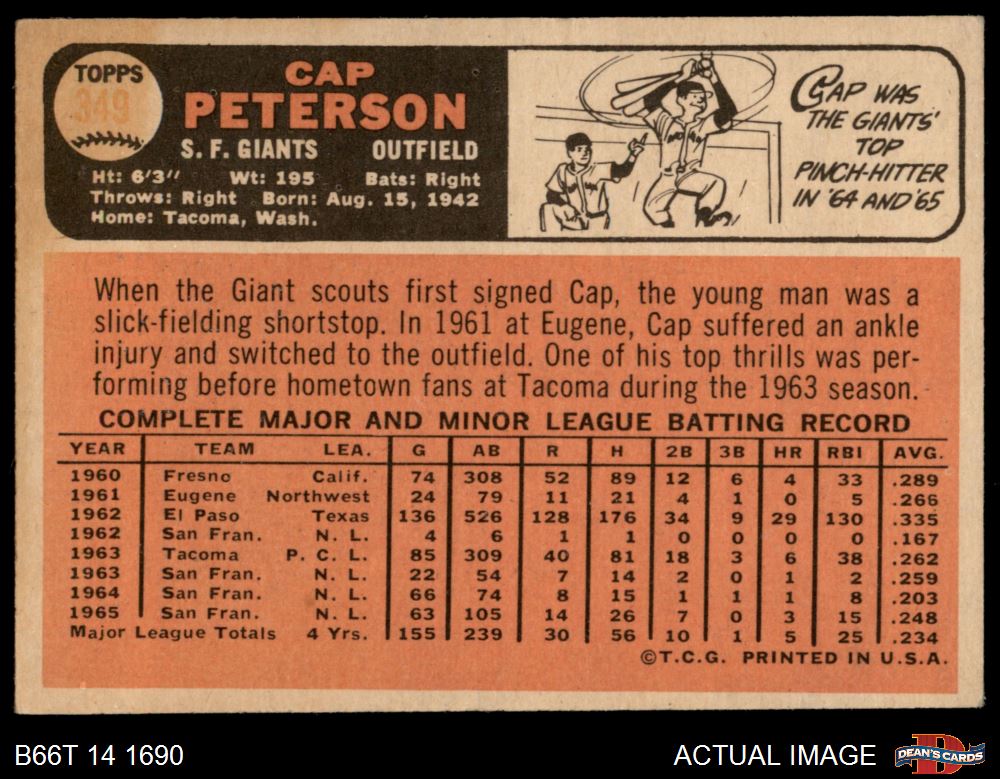 TOPPS
349
CAP
PETERSON
S. F. GIANTS OUTFIELD
Ht: 6'3" Wt: 195 Bats: Right
Throws: Right Born: Aug. 15, 1942
Home: Tacoma, Wash.
CAP WAS
THE GIANTS'
TOP
PINCH-HITTER
IN '64 AND '65
When the Giant scouts first signed Cap, the young man was a
slick-fielding shortstop. In 1961 at Eugene, Cap suffered an ankle
injury and switched to the outfield. One of his top thrills was per-
forming before hometown fans at Tacoma during the 1963 season.
COMPLETE MAJOR AND MINOR LEAGUE BATTING RECORD
YEAR TEAM LEA. G AB R H 2B 3B HR RBI AVG.
1960 Fresno Calif. 74 308 52 89 12 6 4 33 .289
1961 Eugene Northwest 24 79 11 21 4 1 0 5 .266
1962 El Paso Texas 136 526 128 176 34 9 29 130 .335
1962 San Fran. N. L. 4 6 1 1 0 0 0 0 .167
1963 Tacoma P. C. L. 85 309 40 81 18 3 6 38 .262
1963 San Fran. N. L. 22 54 7 14 2 0 1 2 .259
1964 San Fran. N. L. 66 74 8 15 1 1 1 8 .203
1965 San Fran. N. L. 63 105 14 26 7 0 3 15 .248
Major League Totals 4 Yrs. 155 239 30 56 10 1 5 25 .234
©T.C.G. PRINTED IN U.S.A.
B66T 14 1690
ACTUAL IMAGE
DEAN'S CARDS